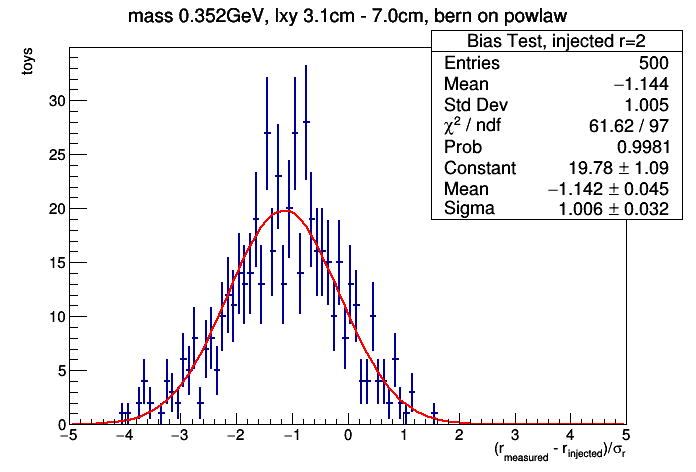 mass 0.352GeV, lxy 3.1cm - 7.0cm, bern on powlaw
toys
Bias Test, injected r=2
Entries 500
Mean −1.144
Std Dev 1.005
χ² / ndf 61.62 / 97
Prob 0.9981
Constant 19.78 ± 1.09
Mean −1.142 ± 0.045
Sigma 1.006 ± 0.032
30
25
20
15
10
5
0
−5 −4 −3 −2 −1 0 1 2 3 4 5
(r_measured - r_injected)/σ_r